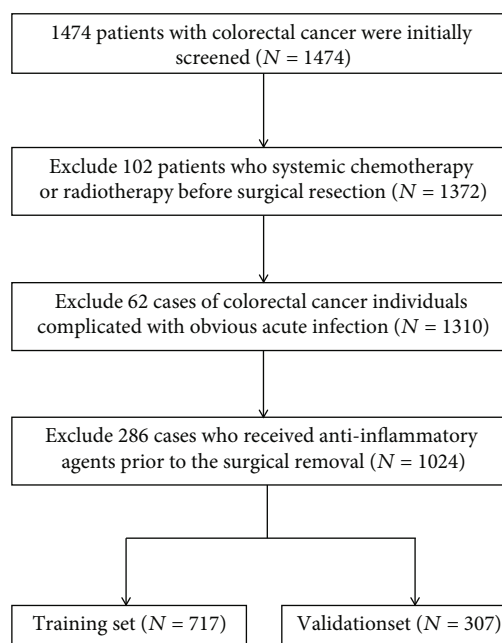 1474 patients with colorectal cancer were initially
screened (N = 1474)
Exclude 102 patients who systemic chemotherapy
or radiotherapy before surgical resection (N = 1372)
Exclude 62 cases of colorectal cancer individuals
complicated with obvious acute infection (N = 1310)
Exclude 286 cases who received anti-inflammatory
agents prior to the surgical removal (N = 1024)
Training set (N = 717)
Validationset (N = 307)